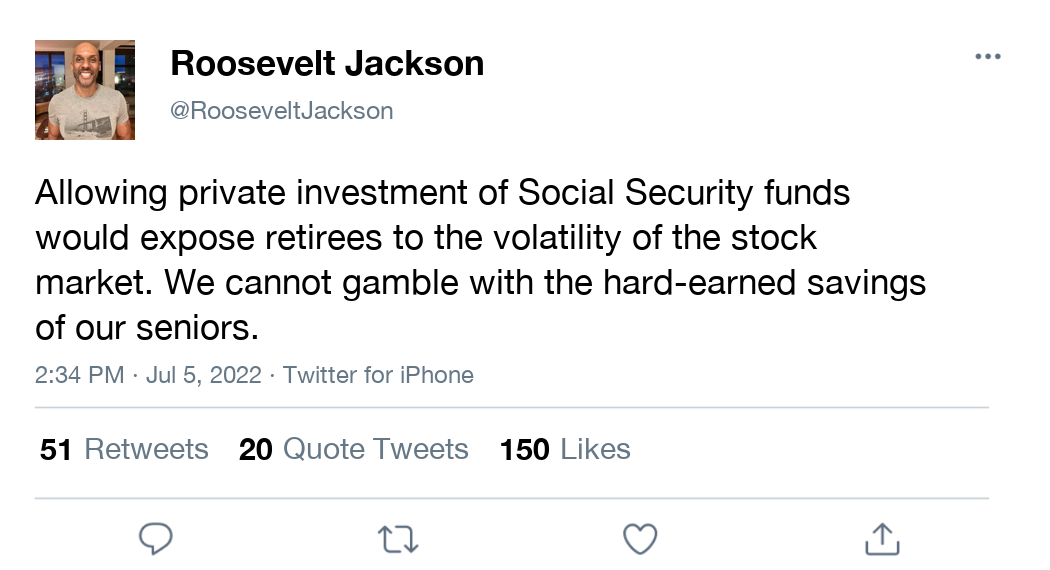 Roosevelt Jackson
@RooseveltJackson
Allowing private investment of Social Security funds
would expose retirees to the volatility of the stock
market. We cannot gamble with the hard-earned savings
of our seniors.
2:34 PM · Jul 5, 2022 · Twitter for iPhone
51 Retweets 20 Quote Tweets 150 Likes